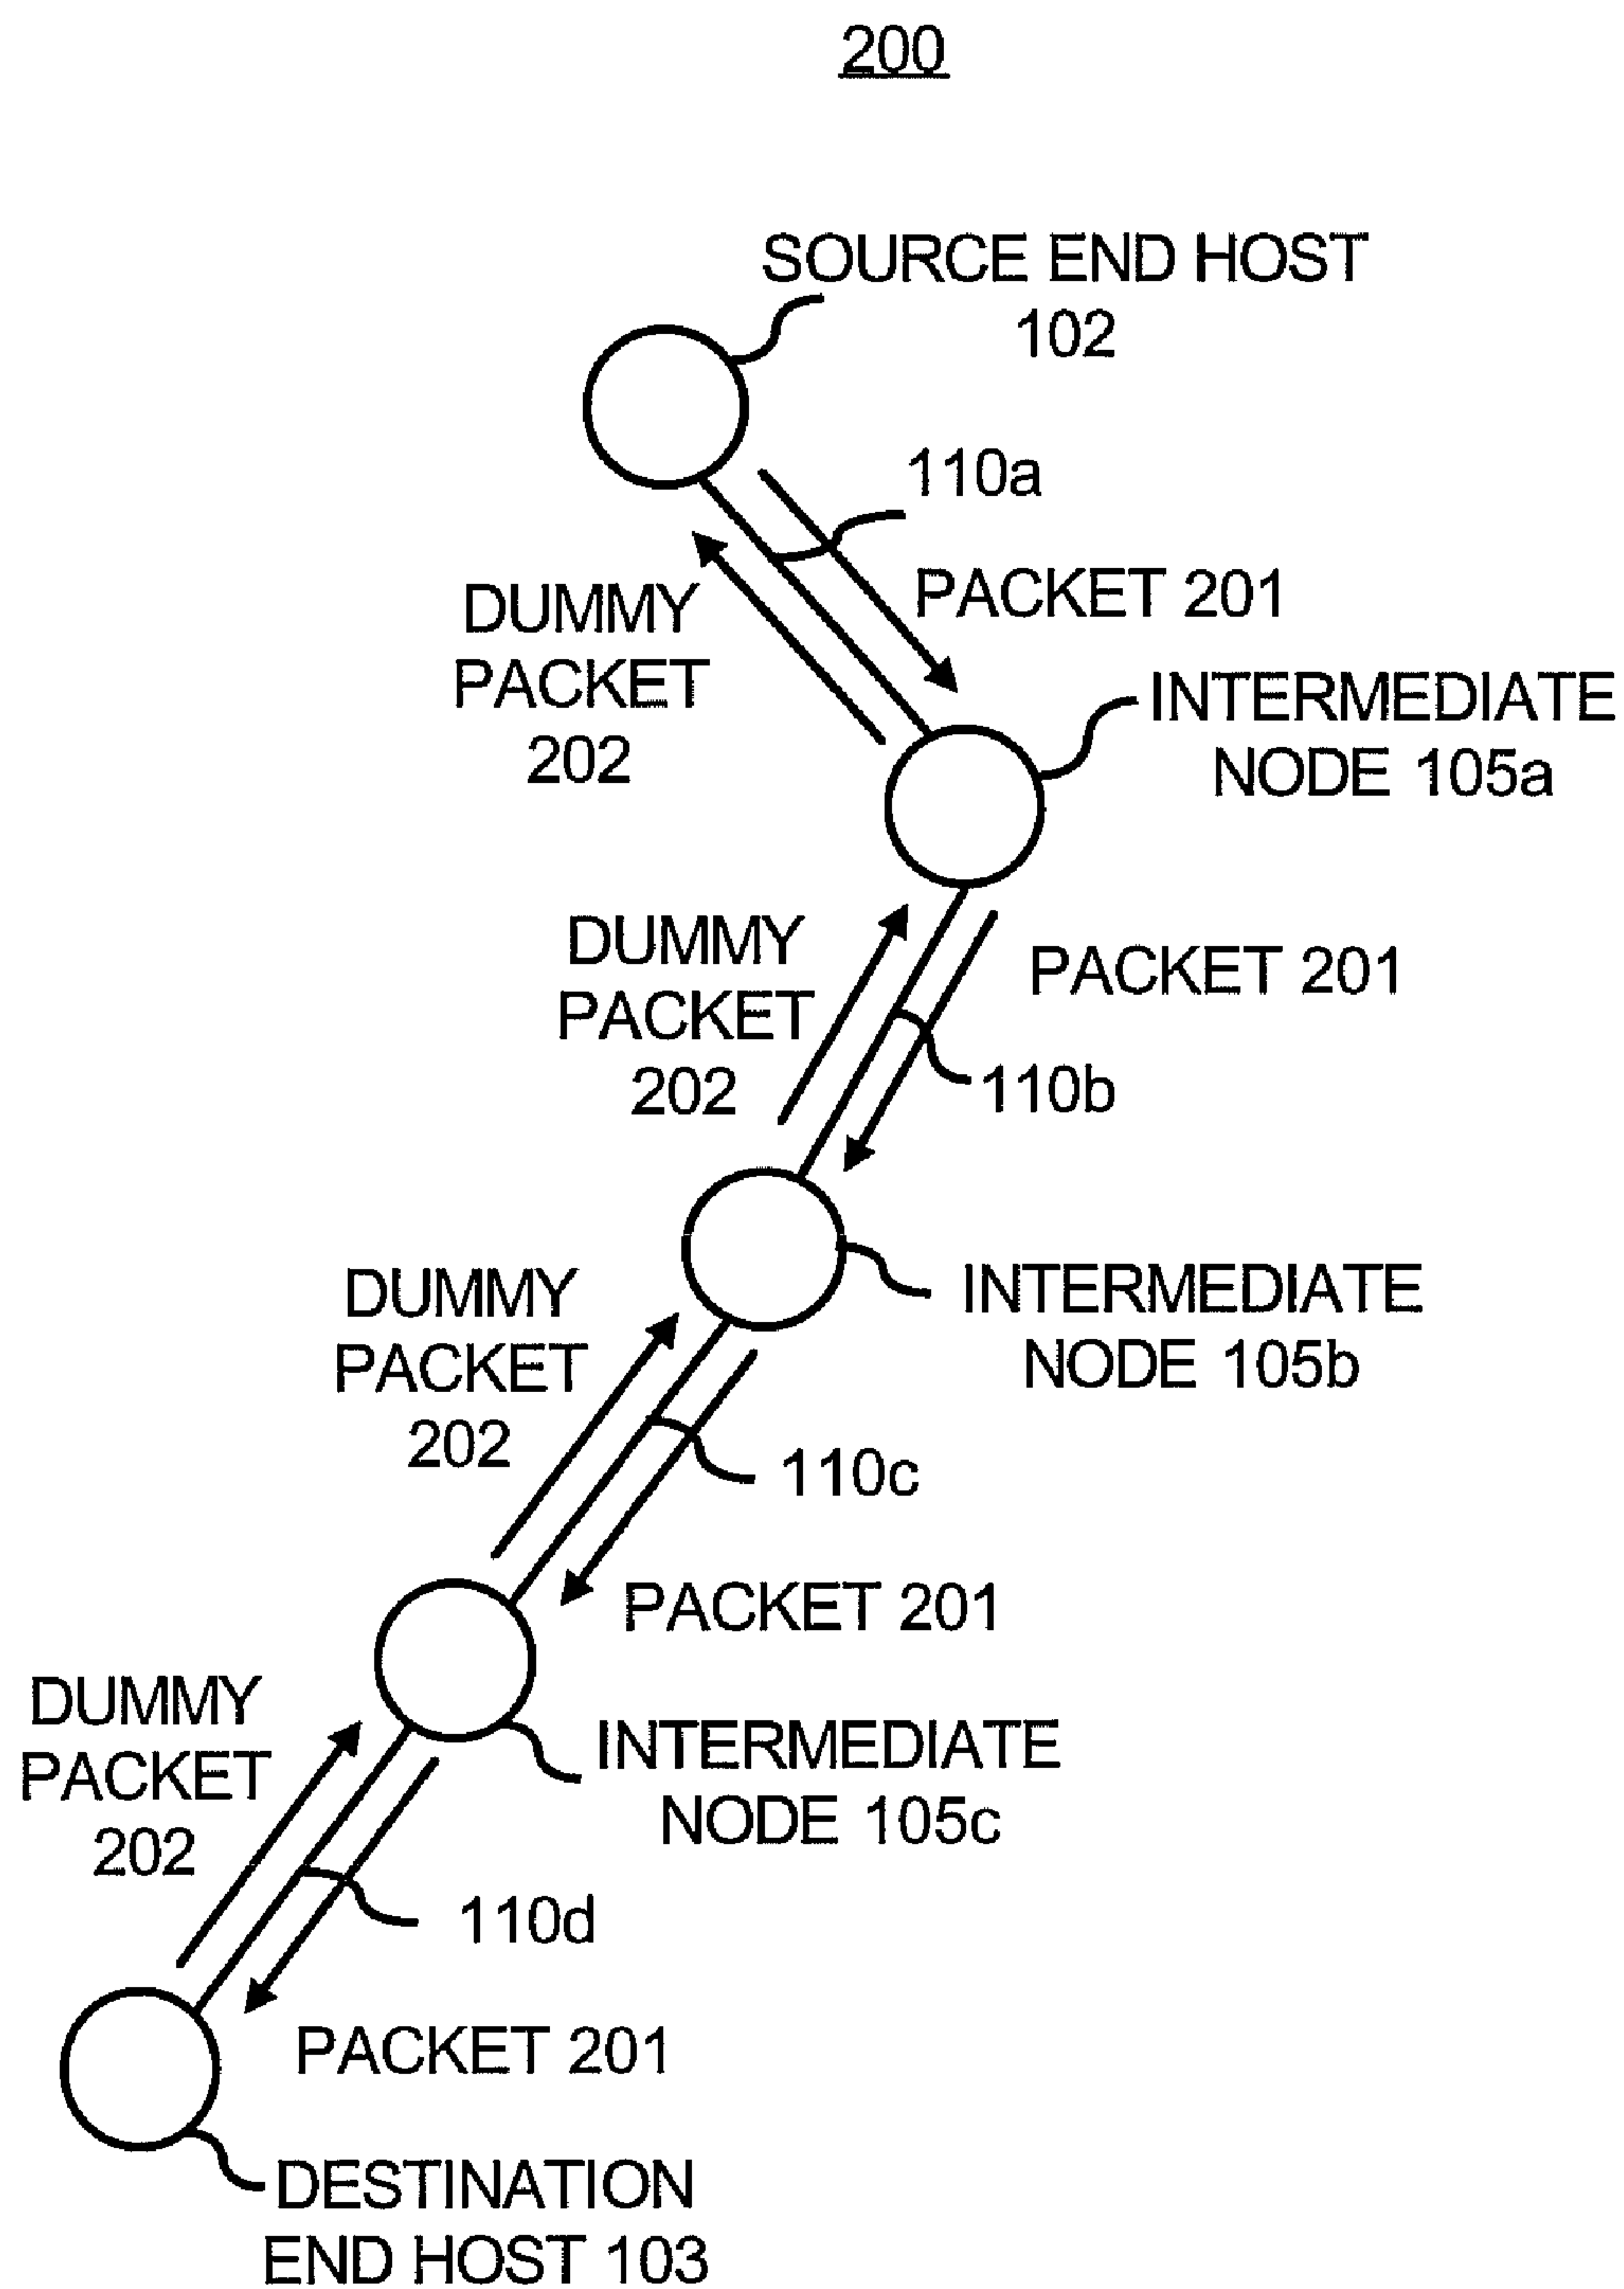 200
SOURCE END HOST
102
110a
PACKET 201
DUMMY
PACKET
202
INTERMEDIATE
NODE 105a
DUMMY
PACKET
202
PACKET 201
110b
INTERMEDIATE
NODE 105b
DUMMY
PACKET
202
110c
PACKET 201
DUMMY
PACKET
202
INTERMEDIATE
NODE 105c
110d
PACKET 201
DESTINATION
END HOST 103